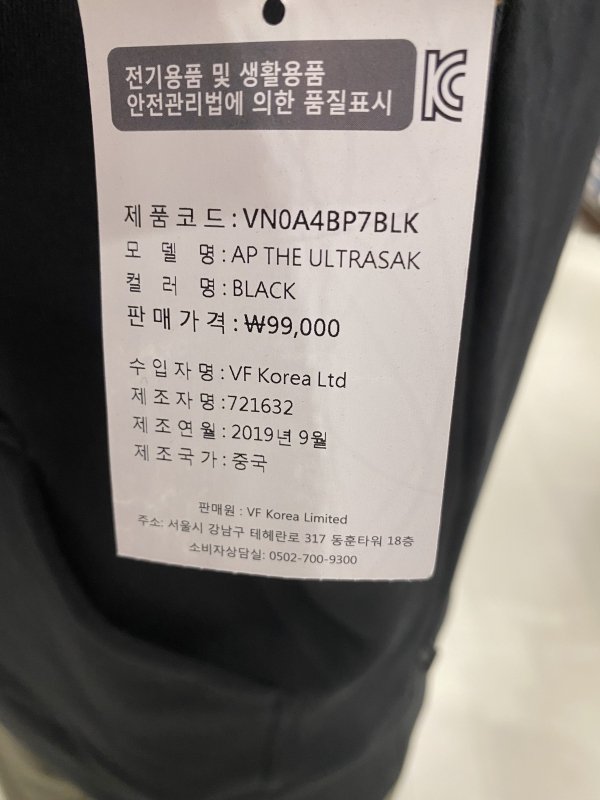 전기용품 및 생활용품
안전관리법에 의한 품질표시
제품코드 : VN0A4BP7BLK
모델명 : AP THE ULTRASAK
컬러명 : BLACK
판매가격 : ₩99,000
수입자명 : VF Korea Ltd
제조자명 :721632
제조연월 : 2019년 9월
제조국가 : 중국
판매원 : VF Korea Limited
주소: 서울시 강남구 테헤란로 317 동훈타워 18층
소비자상담실: 0502-700-9300